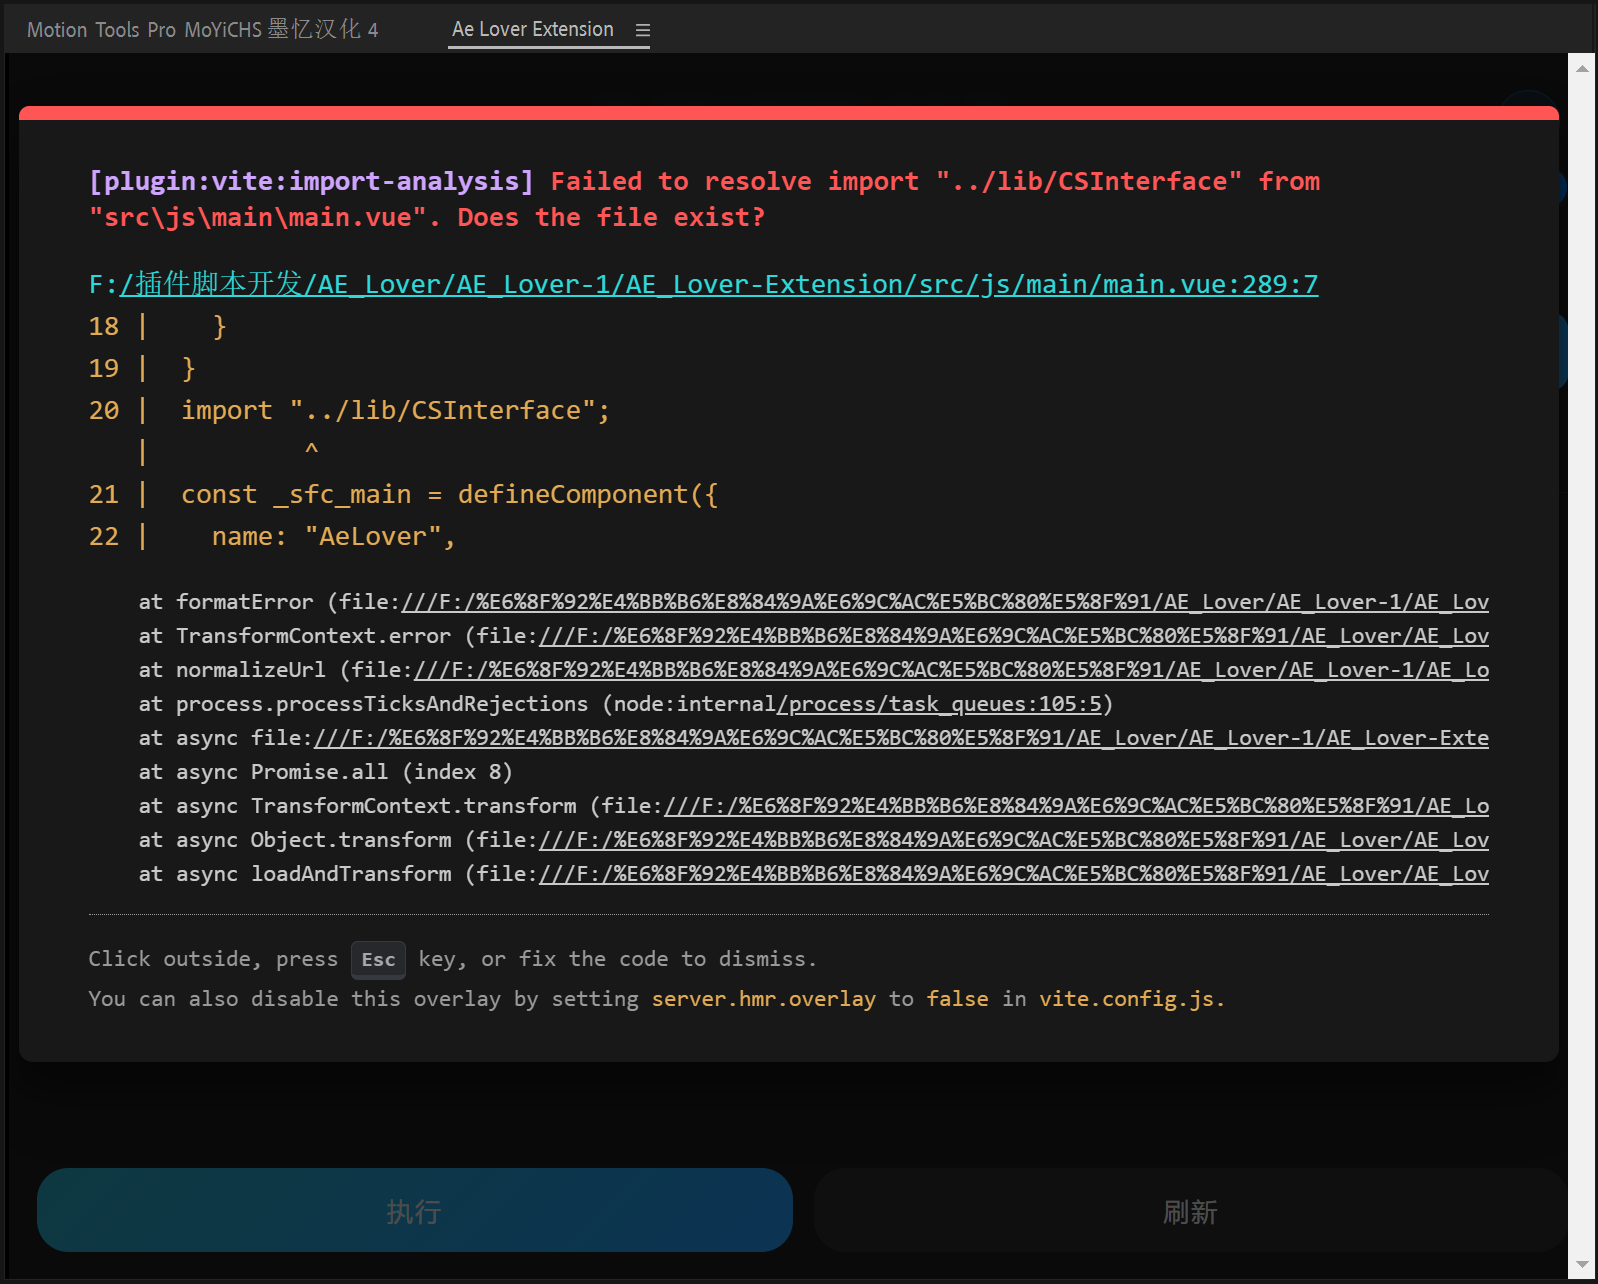 Motion Tools Pro MoYiCHS 墨忆汉化 4
Ae Lover Extension
[plugin:vite:import-analysis] Failed to resolve import "../lib/CSInterface" from
"src\js\main\main.vue". Does the file exist?
F:/插件脚本开发/AE_Lover/AE_Lover-1/AE_Lover-Extension/src/js/main/main.vue:289:7
18 |    }
19 |  }
20 |  import "../lib/CSInterface";
   |          ^
21 |  const _sfc_main = defineComponent({
22 |    name: "AeLover",
at formatError (file:///F:/%E6%8F%92%E4%BB%B6%E8%84%9A%E6%9C%AC%E5%BC%80%E5%8F%91/AE_Lover/AE_Lover-1/AE_Lov
at TransformContext.error (file:///F:/%E6%8F%92%E4%BB%B6%E8%84%9A%E6%9C%AC%E5%BC%80%E5%8F%91/AE_Lover/AE_Lov
at normalizeUrl (file:///F:/%E6%8F%92%E4%BB%B6%E8%84%9A%E6%9C%AC%E5%BC%80%E5%8F%91/AE_Lover/AE_Lover-1/AE_Lo
at process.processTicksAndRejections (node:internal/process/task_queues:105:5)
at async file:///F:/%E6%8F%92%E4%BB%B6%E8%84%9A%E6%9C%AC%E5%BC%80%E5%8F%91/AE_Lover/AE_Lover-1/AE_Lover-Exte
at async Promise.all (index 8)
at async TransformContext.transform (file:///F:/%E6%8F%92%E4%BB%B6%E8%84%9A%E6%9C%AC%E5%BC%80%E5%8F%91/AE_Lo
at async Object.transform (file:///F:/%E6%8F%92%E4%BB%B6%E8%84%9A%E6%9C%AC%E5%BC%80%E5%8F%91/AE_Lover/AE_Lov
at async loadAndTransform (file:///F:/%E6%8F%92%E4%BB%B6%E8%84%9A%E6%9C%AC%E5%BC%80%E5%8F%91/AE_Lover/AE_Lov
Click outside, press Esc key, or fix the code to dismiss.
You can also disable this overlay by setting server.hmr.overlay to false in vite.config.js.
执行
刷新